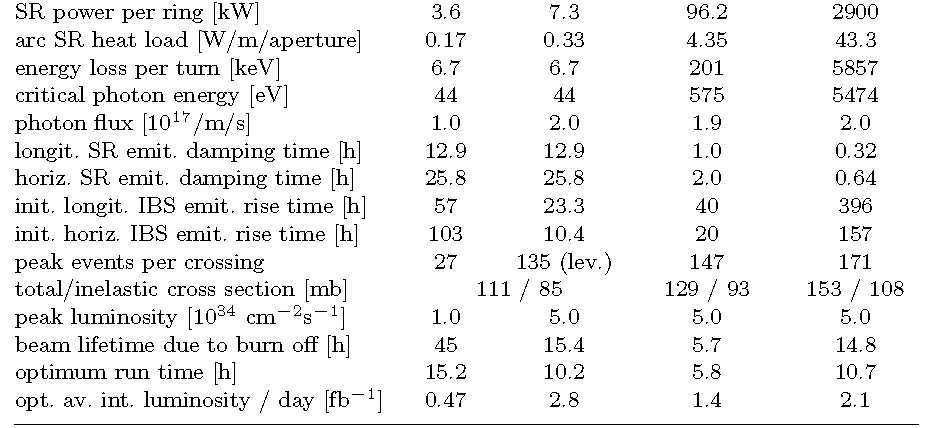 SR power per ring [kW] 3.6 7.3 96.2 2900
arc SR heat load [W/m/aperture] 0.17 0.33 4.35 43.3
energy loss per turn [keV] 6.7 6.7 201 5857
critical photon energy [eV] 44 44 575 5474
photon flux [10¹⁷/m/s] 1.0 2.0 1.9 2.0
longit. SR emit. damping time [h] 12.9 12.9 1.0 0.32
horiz. SR emit. damping time [h] 25.8 25.8 2.0 0.64
init. longit. IBS emit. rise time [h] 57 23.3 40 396
init. horiz. IBS emit. rise time [h] 103 10.4 20 157
peak events per crossing 27 135 (lev.) 147 171
total/inelastic cross section [mb] 111 / 85 129 / 93 153 / 108
peak luminosity [10³⁴ cm⁻²s⁻¹] 1.0 5.0 5.0 5.0
beam lifetime due to burn off [h] 45 15.4 5.7 14.8
optimum run time [h] 15.2 10.2 5.8 10.7
opt. av. int. luminosity / day [fb⁻¹] 0.47 2.8 1.4 2.1